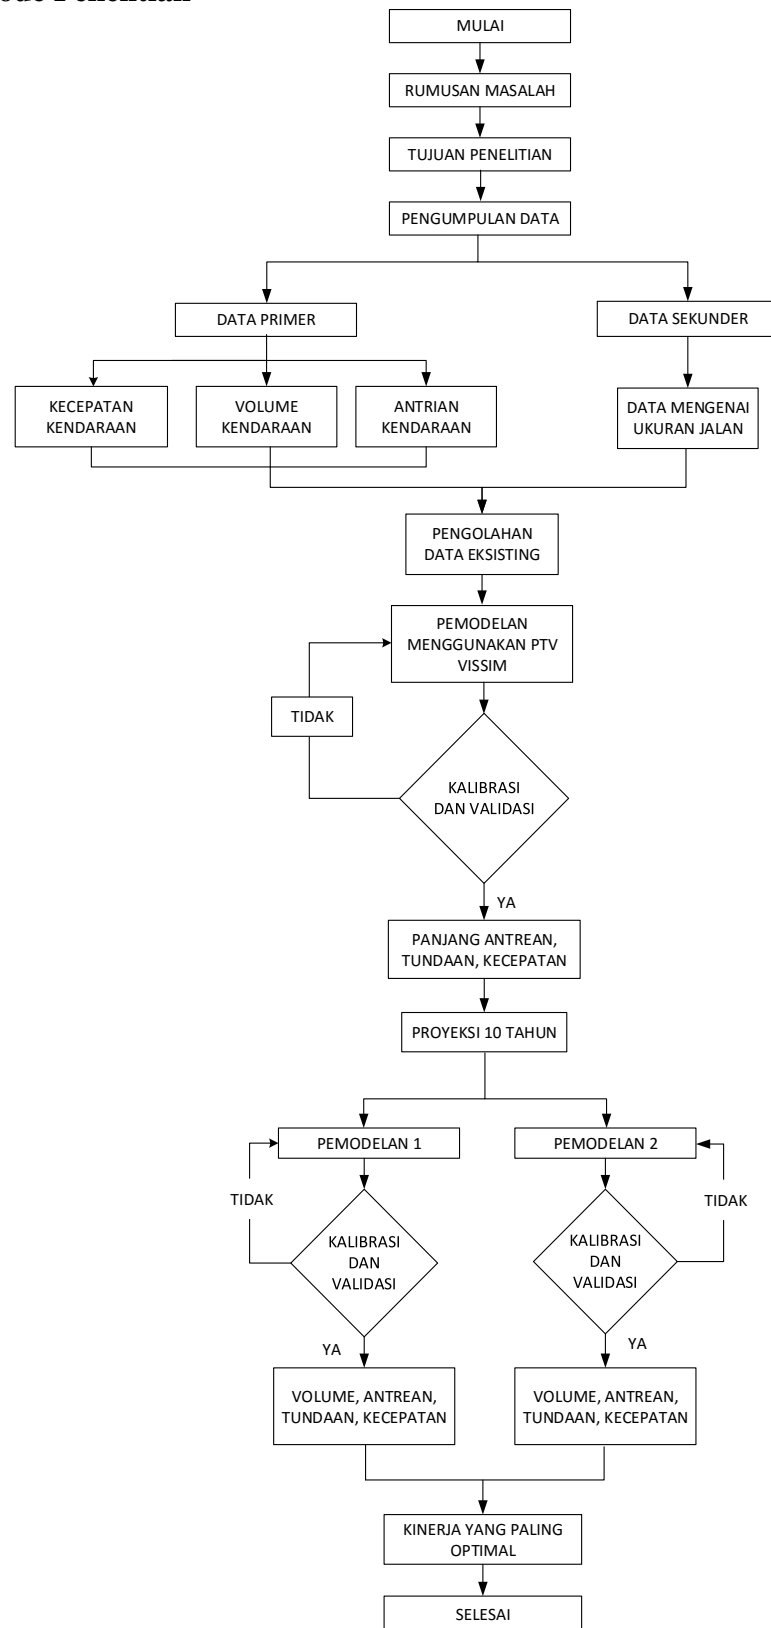 MULAI
RUMUSAN MASALAH
TUJUAN PENELITIAN
PENGUMPULAN DATA
DATA PRIMER
DATA SEKUNDER
KECEPATAN
KENDARAAN
VOLUME
KENDARAAN
ANTRIAN
KENDARAAN
DATA MENGENAI
UKURAN JALAN
PENGOLAHAN
DATA EKSISTING
PEMODELAN
MENGGUNAKAN PTV
VISSIM
TIDAK
KALIBRASI
DAN VALIDASI
YA
PANJANG ANTREAN,
TUNDAAN, KECEPATAN
PROYEKSI 10 TAHUN
PEMODELAN 1
PEMODELAN 2
TIDAK
TIDAK
KALIBRASI
DAN
VALIDASI
KALIBRASI
DAN
VALIDASI
YA
YA
VOLUME, ANTREAN,
TUNDAAN, KECEPATAN
VOLUME, ANTREAN,
TUNDAAN, KECEPATAN
KINERJA YANG PALING
OPTIMAL
SELESAI